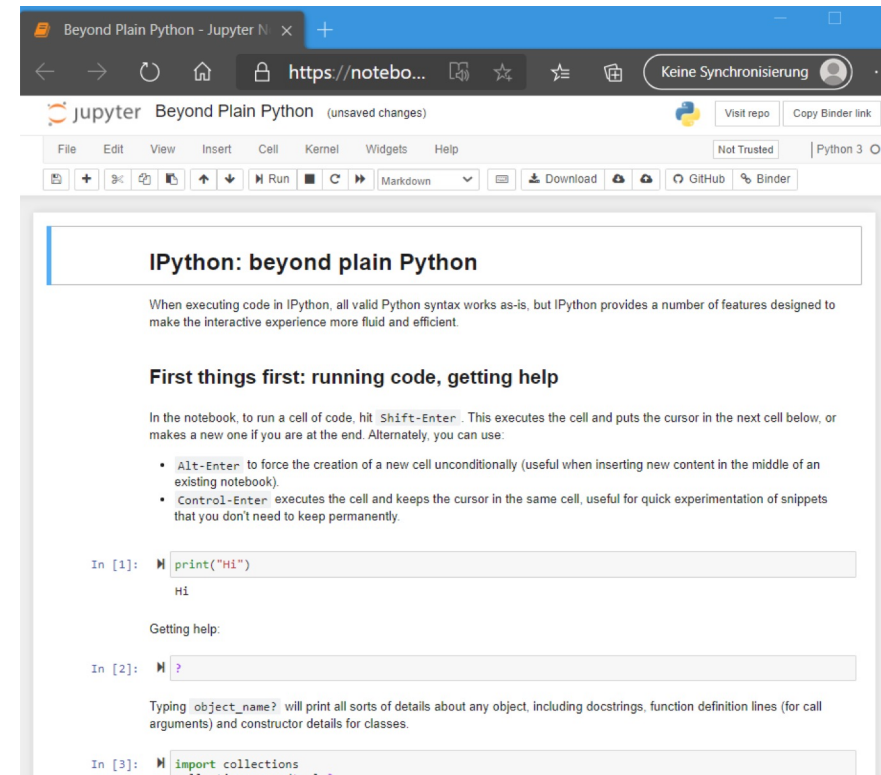 Beyond Plain Python - Jupyter N
https://notebo...
Keine Synchronisierung
jupyter Beyond Plain Python (unsaved changes)
Visit repo Copy Binder link
File Edit View Insert Cell Kernel Widgets Help
Not Trusted Python 3
Run Markdown Download GitHub Binder
IPython: beyond plain Python
When executing code in IPython, all valid Python syntax works as-is, but IPython provides a number of features designed to
make the interactive experience more fluid and efficient.
First things first: running code, getting help
In the notebook, to run a cell of code, hit Shift-Enter . This executes the cell and puts the cursor in the next cell below, or
makes a new one if you are at the end. Alternately, you can use:
• Alt-Enter to force the creation of a new cell unconditionally (useful when inserting new content in the middle of an
existing notebook).
• Control-Enter executes the cell and keeps the cursor in the same cell, useful for quick experimentation of snippets
that you don't need to keep permanently.
In [1]: print("Hi")
Hi
Getting help:
In [2]: ?
Typing object_name? will print all sorts of details about any object, including docstrings, function definition lines (for call
arguments) and constructor details for classes.
In [3]: import collections